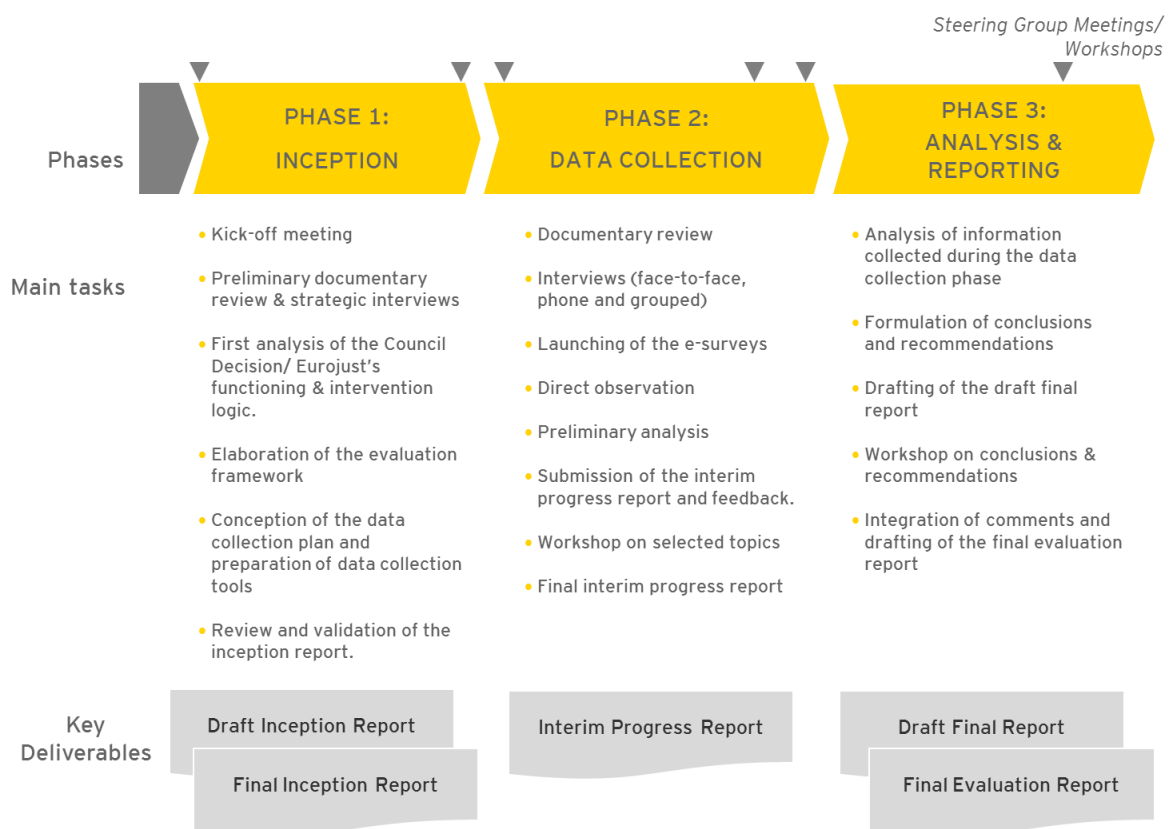 Steering Group Meetings/
Workshops
Phases
PHASE 1:
INCEPTION
PHASE 2:
DATA COLLECTION
PHASE 3:
ANALYSIS &
REPORTING
Main tasks
• Kick-off meeting
• Preliminary documentary
review & strategic interviews
• First analysis of the Council
Decision/ Eurojust's
functioning & intervention
logic.
• Elaboration of the evaluation
framework
• Conception of the data
collection plan and
preparation of data collection
tools
• Review and validation of the
inception report.
• Documentary review
• Interviews (face-to-face,
phone and grouped)
• Launching of the e-surveys
• Direct observation
• Preliminary analysis
• Submission of the interim
progress report and feedback.
• Workshop on selected topics
• Final interim progress report
• Analysis of information
collected during the data
collection phase
• Formulation of conclusions
and recommendations
• Drafting of the draft final
report
• Workshop on conclusions &
recommendations
• Integration of comments and
drafting of the final evaluation
report
Key
Deliverables
Draft Inception Report
Final Inception Report
Interim Progress Report
Draft Final Report
Final Evaluation Report